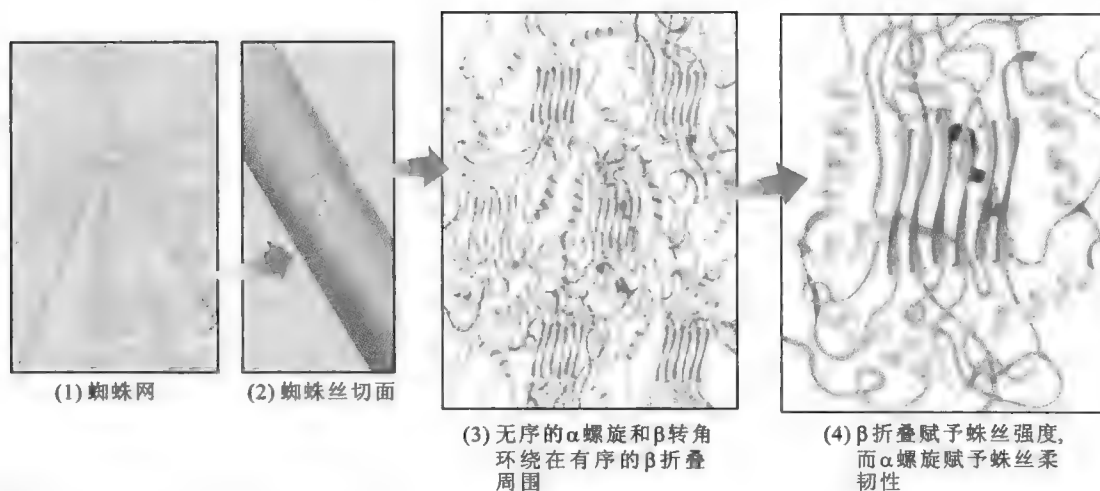 (1) 蜘蛛网
(2) 蜘蛛丝切面
(3) 无序的α螺旋和β转角
环绕在有序的β折叠
周围
(4) β折叠赋予蛛丝强度,
而α螺旋赋予蛛丝柔
韧性